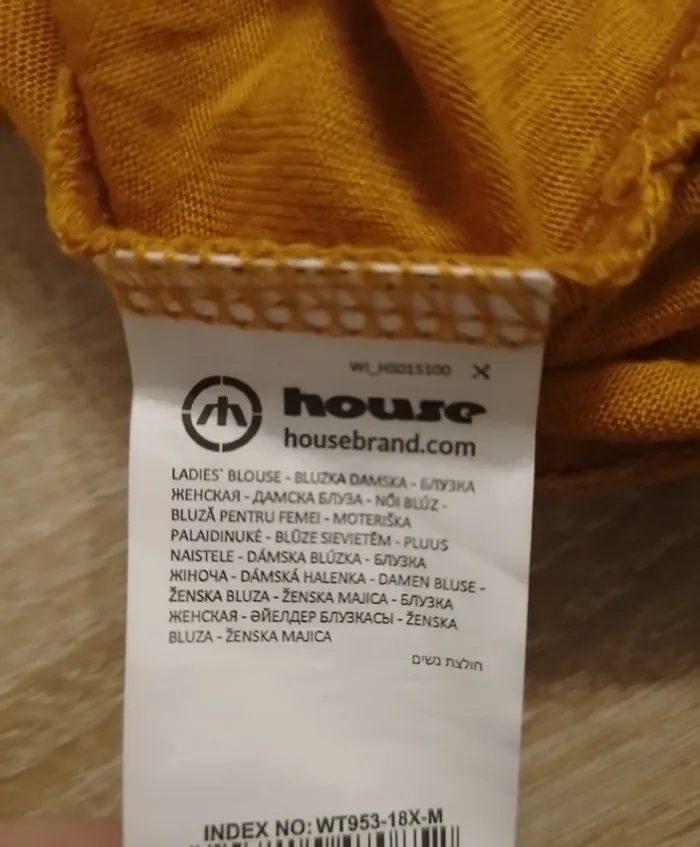 WI_HS015100
house
housebrand.com
LADIES` BLOUSE - BLUZKA DAMSKA - БЛУЗКА
ЖЕНСКАЯ - ДАМСКА БЛУЗА - NŐI BLÚZ -
BLUZĂ PENTRU FEMEI - MOTERIŠKA
PALAIDINUKĖ - BLŪZE SIEVIETĒM - PLUUS
NAISTELE - DÁMSKA BLÚZKA - БЛУЗКА
ЖІНОЧА - DÁMSKÁ HALENKA - DAMEN BLUSE -
ŽENSKA BLUZA - ŽENSKA MAJICA - БЛУЗКА
ЖЕНСКАЯ - ӘЙЕЛДЕР БЛУЗКАСЫ - ŽENSKA
BLUZA - ŽENSKA MAJICA
חולצת נשים
INDEX NO: WT953-18X-M